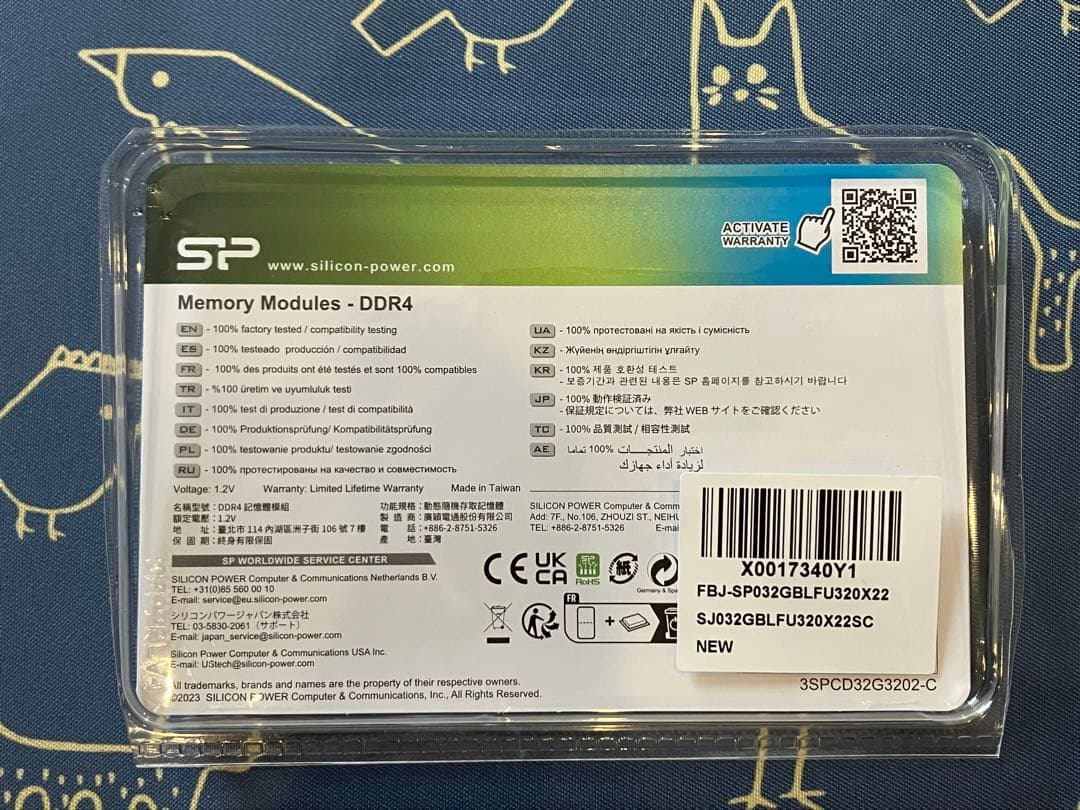 SP www.silicon-power.com
ACTIVATE
WARRANTY
Memory Modules - DDR4
EN - 100% factory tested / compatibility testing
ES - 100% testeado producción / compatibilidad
FR - 100% des produits ont été testés et sont 100% compatibles
TR - %100 üretim ve uyumluluk testi
IT - 100% test di produzione / test di compatibilità
DE - 100% Produktionsprüfung/ Kompatibilitätsprüfung
PL - 100% testowanie produktu/ testowanie zgodności
RU - 100% протестированы на качество и совместимость
UA - 100% протестовані на якість і сумісність
KZ - Жүйенің өндіргіштігін ұлғайту
KR - 100% 제품 호환성 테스트
- 보증기간과 관련된 내용은 SP 홈페이지를 참고하시기 바랍니다
JP - 100% 動作検証済み
- 保証規定については、弊社 WEB サイトをご確認ください
TC - 100% 品質測試 / 相容性測試
AE اختبار المنتجات 100% تماما
لزيادة أداء جهازك
Voltage: 1.2V Warranty: Limited Lifetime Warranty Made in Taiwan
名稱型號：DDR4 記憶體模組
額定電壓：1.2V
地 址：臺北市 114 內湖區洲子街 106 號 7 樓
保 固 期：終身有限保固
功能規格：動態隨機存取記憶體
製 造 商：廣穎電通股份有限公司
電 話：+886-2-8751-5326
產 地：臺灣
SILICON POWER Computer & Comm
Add: 7F., No.106, ZHOUZI ST., NEIHU
TEL: +886-2-8751-5326 E-mai
SP WORLDWIDE SERVICE CENTER
SILICON POWER Computer & Communications Netherlands B.V.
TEL: +31(0)85 560 00 10
E-mail: service@eu.silicon-power.com
シリコンパワージャパン株式会社
TEL: 03-5830-2061（サポート）
E-mail: japan_service@silicon-power.com
Silicon Power Computer & Communications USA Inc.
E-mail: UStech@silicon-power.com
All trademarks, brands and names are the property of their respective owners.
©2023 SILICON POWER Computer & Communications, Inc., All Rights Reserved.
CE UK
CA
SP
RoHS
紙
Germany & Spa
FR
+
X0017340Y1
FBJ-SP032GBLFU320X22
SJ032GBLFU320X22SC
NEW
3SPCD32G3202-C